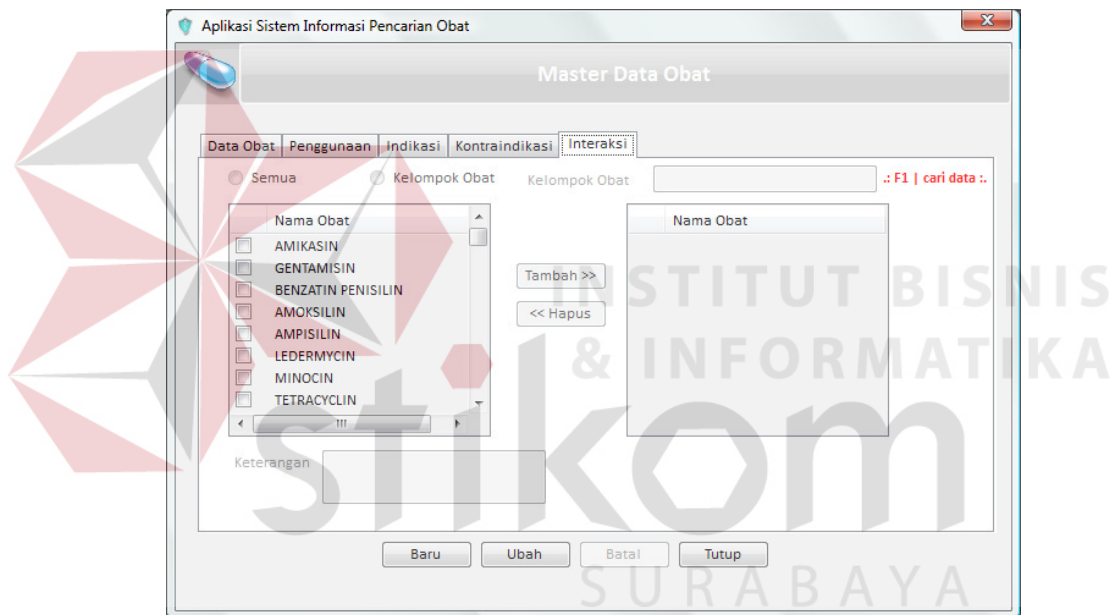 Aplikasi Sistem Informasi Pencarian Obat
Master Data Obat
Data Obat Penggunaan Indikasi Kontraindikasi Interaksi
Semua Kelompok Obat Kelompok Obat .: F1 | cari data :.
Nama Obat Nama Obat
AMIKASIN
GENTAMISIN
BENZATIN PENISILIN
AMOKSILIN
AMPISILIN
LEDERMYCIN
MINOCIN
TETRACYCLIN
Tambah >>
<< Hapus
Keterangan
Baru Ubah Batal Tutup
INSTITUT BISNIS
& INFORMATIKA
stikom
SURABAYA